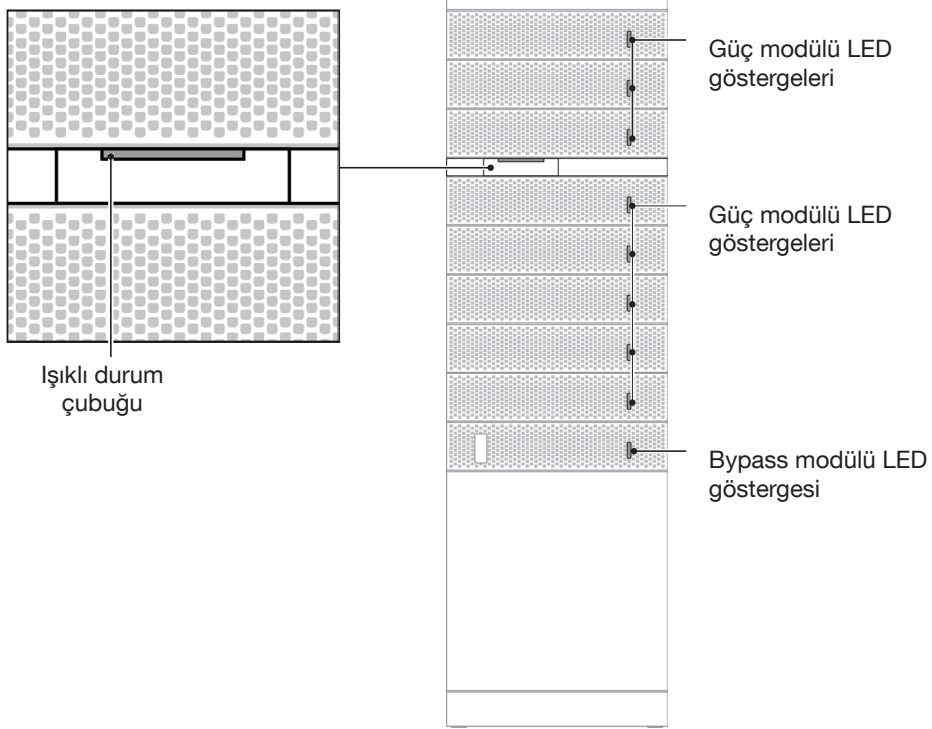 Güç modülü LED
göstergeleri
Güç modülü LED
göstergeleri
Işıklı durum
çubuğu
Bypass modülü LED
göstergesi